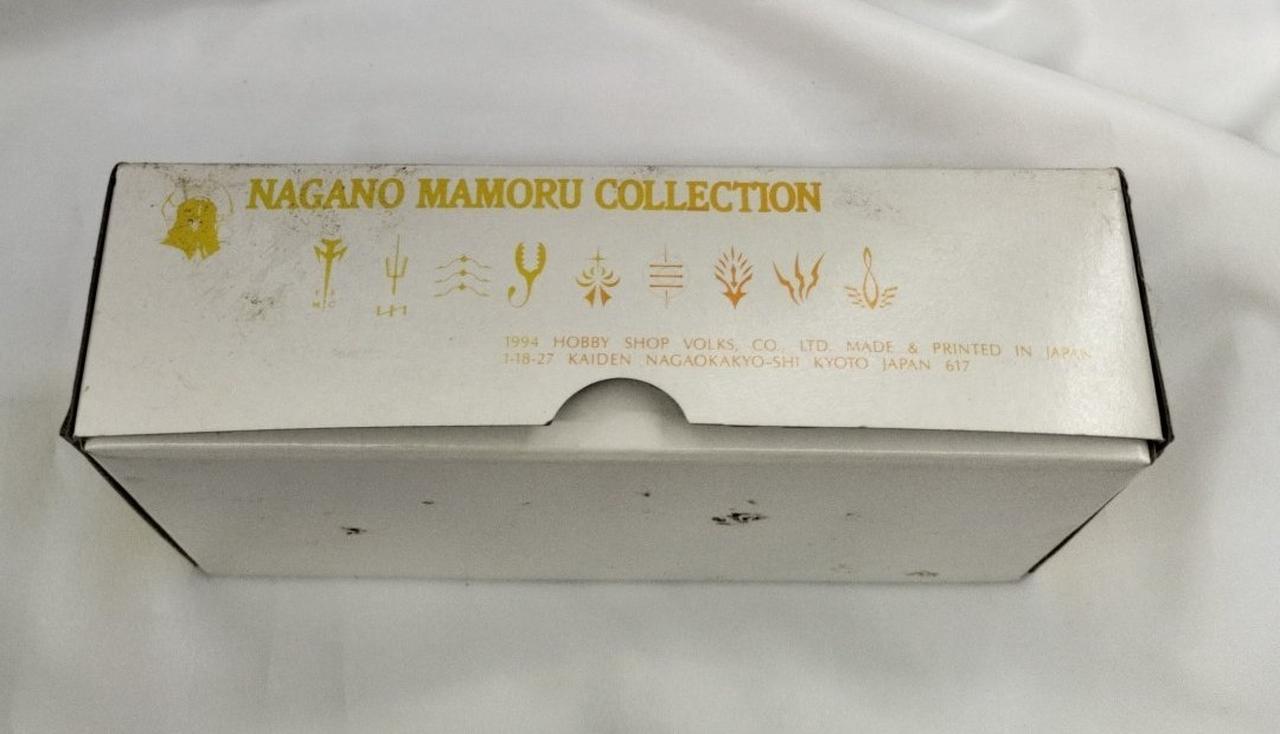 NAGANO MAMORU COLLECTION
1994 HOBBY SHOP VOLKS, CO. LTD. MADE & PRINTED IN JAPAN
1-18-27 KAIDEN NAGAOKAKYO-SHI KYOTO JAPAN 617